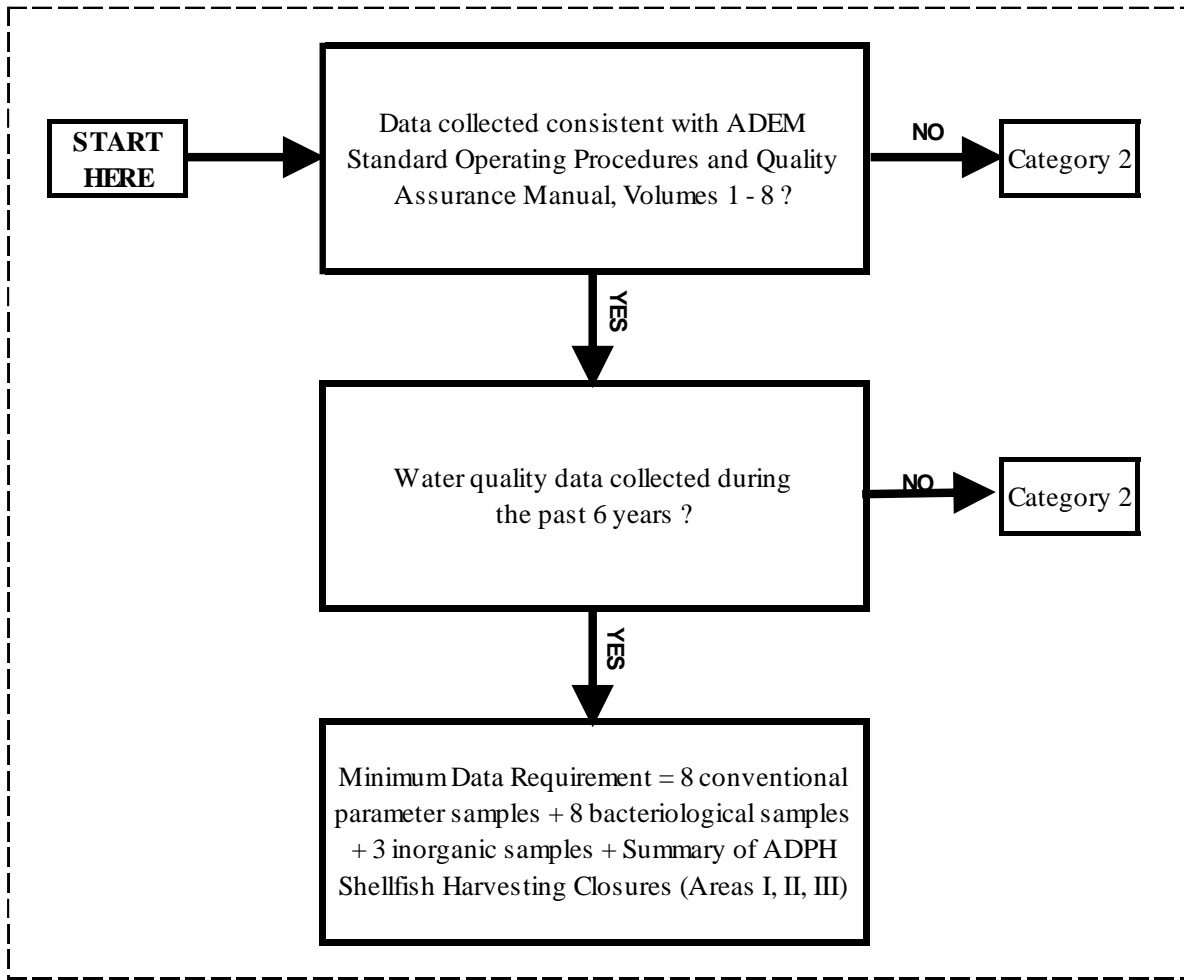 START
HERE
Data collected consistent with ADEM
Standard Operating Procedures and Quality
Assurance Manual, Volumes 1 - 8 ?
NO
Category 2
YES
Water quality data collected during
the past 6 years ?
NO
Category 2
YES
Minimum Data Requirement = 8 conventional
parameter samples + 8 bacteriological samples
+ 3 inorganic samples + Summary of ADPH
Shellfish Harvesting Closures (Areas I, II, III)